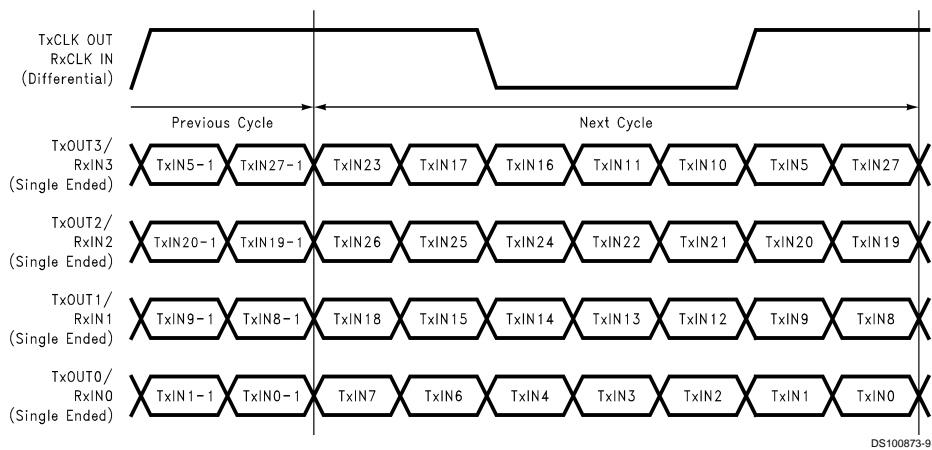 TxCLK OUT
RxCLK IN
(Differential)
Previous Cycle
Next Cycle
TxOUT3/
RxIN3
(Single Ended)
TxIN5-1 TxIN27-1 TxIN23 TxIN17 TxIN16 TxIN11 TxIN10 TxIN5 TxIN27
TxOUT2/
RxIN2
(Single Ended)
TxIN20-1 TxIN19-1 TxIN26 TxIN25 TxIN24 TxIN22 TxIN21 TxIN20 TxIN19
TxOUT1/
RxIN1
(Single Ended)
TxIN9-1 TxIN8-1 TxIN18 TxIN15 TxIN14 TxIN13 TxIN12 TxIN9 TxIN8
TxOUT0/
RxIN0
(Single Ended)
TxIN1-1 TxIN0-1 TxIN7 TxIN6 TxIN4 TxIN3 TxIN2 TxIN1 TxIN0
DS100873-9